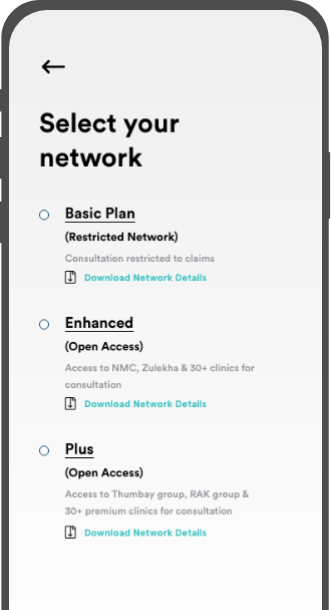 Select your
network
Basic Plan
(Restricted Network)
Consultation restricted to claims
Download Network Details
Enhanced
(Open Access)
Access to NMC, Zulekha & 30+ clinics for
consultation
Download Network Details
Plus
(Open Access)
Access to Thumbay group, RAK group &
30+ premium clinics for consultation
Download Network Details